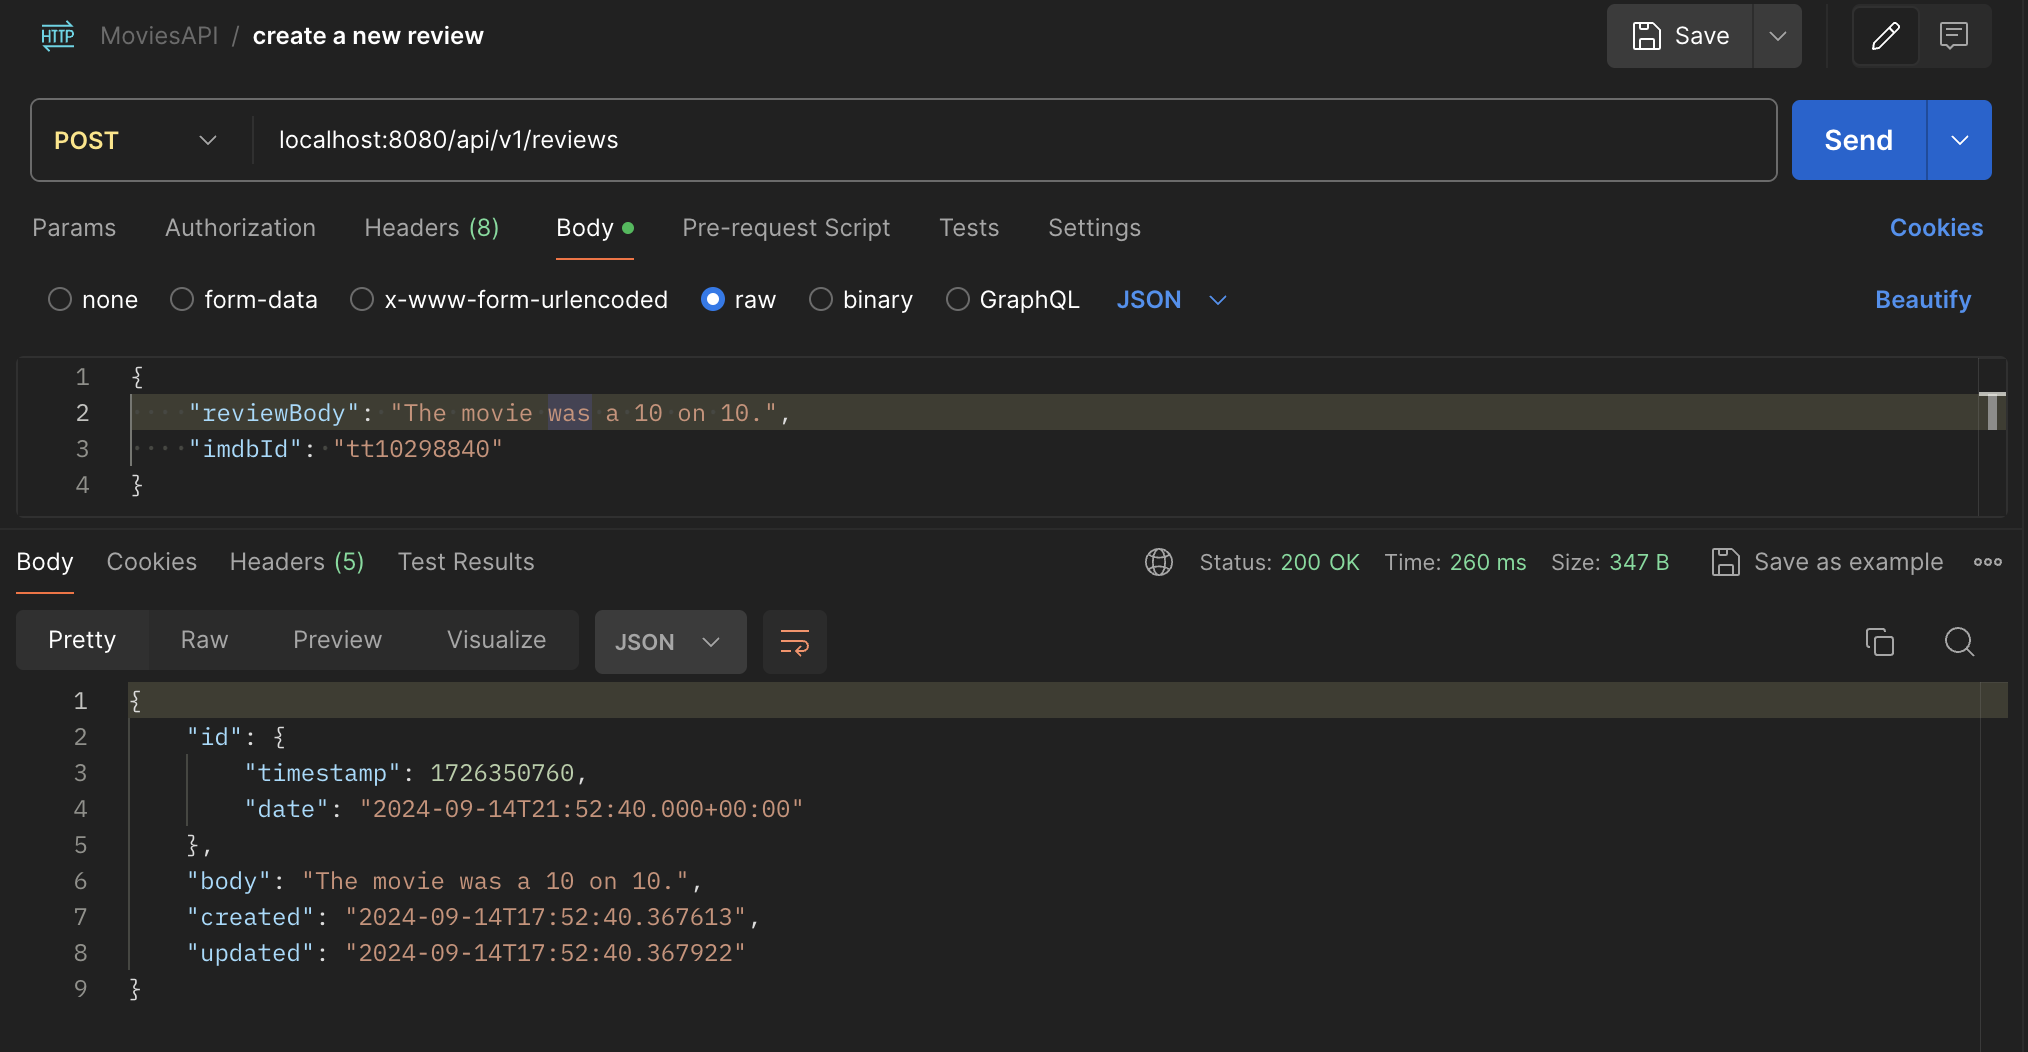 HTTP MoviesAPI / create a new review Save
POST localhost:8080/api/v1/reviews Send
Params Authorization Headers (8) Body Pre-request Script Tests Settings Cookies
none form-data x-www-form-urlencoded raw binary GraphQL JSON Beautify
1 {
2 "reviewBody": "The movie was a 10 on 10.",
3 "imdbId": "tt10298840"
4 }
Body Cookies Headers (5) Test Results Status: 200 OK Time: 260 ms Size: 347 B Save as example
Pretty Raw Preview Visualize JSON
1 {
2 "id": {
3 "timestamp": 1726350760,
4 "date": "2024-09-14T21:52:40.000+00:00"
5 },
6 "body": "The movie was a 10 on 10.",
7 "created": "2024-09-14T17:52:40.367613",
8 "updated": "2024-09-14T17:52:40.367922"
9 }